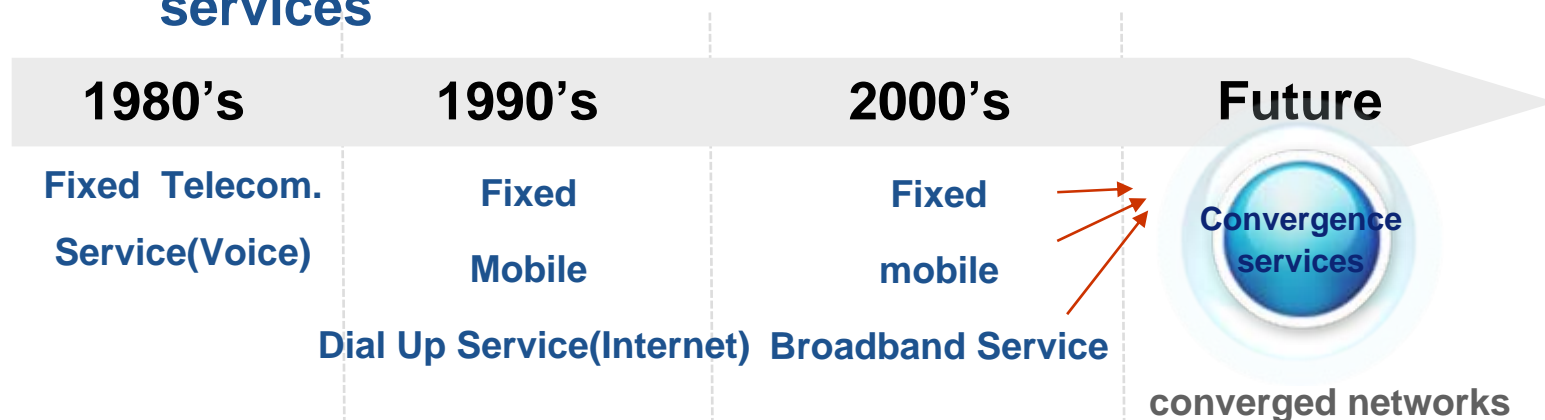 services
1980’s 1990’s 2000’s Future
Fixed Telecom.
Service(Voice)
Fixed
Mobile
Dial Up Service(Internet)
Fixed
mobile
Broadband Service
Convergence
services
converged networks